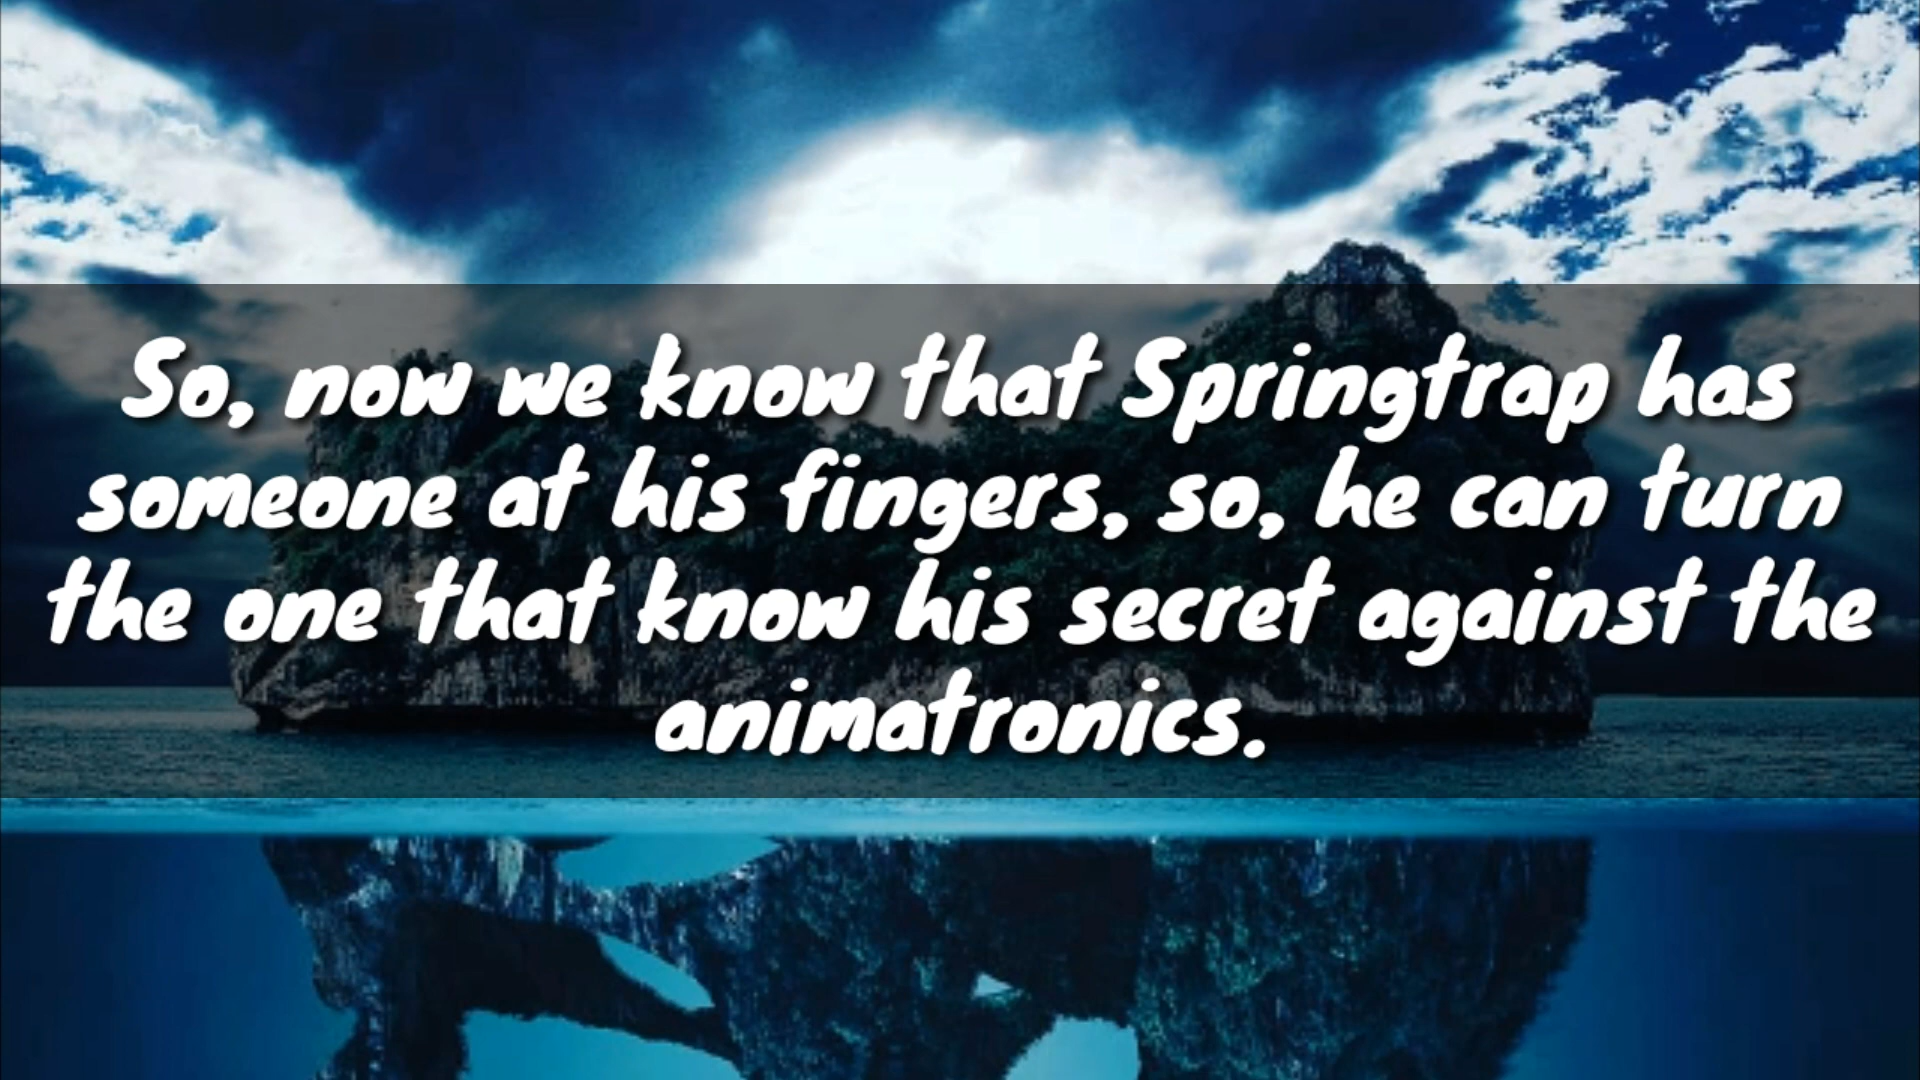 So, now we know that Springtrap has
someone at his fingers, so, he can turn
the one that know his secret against the
animatronics.